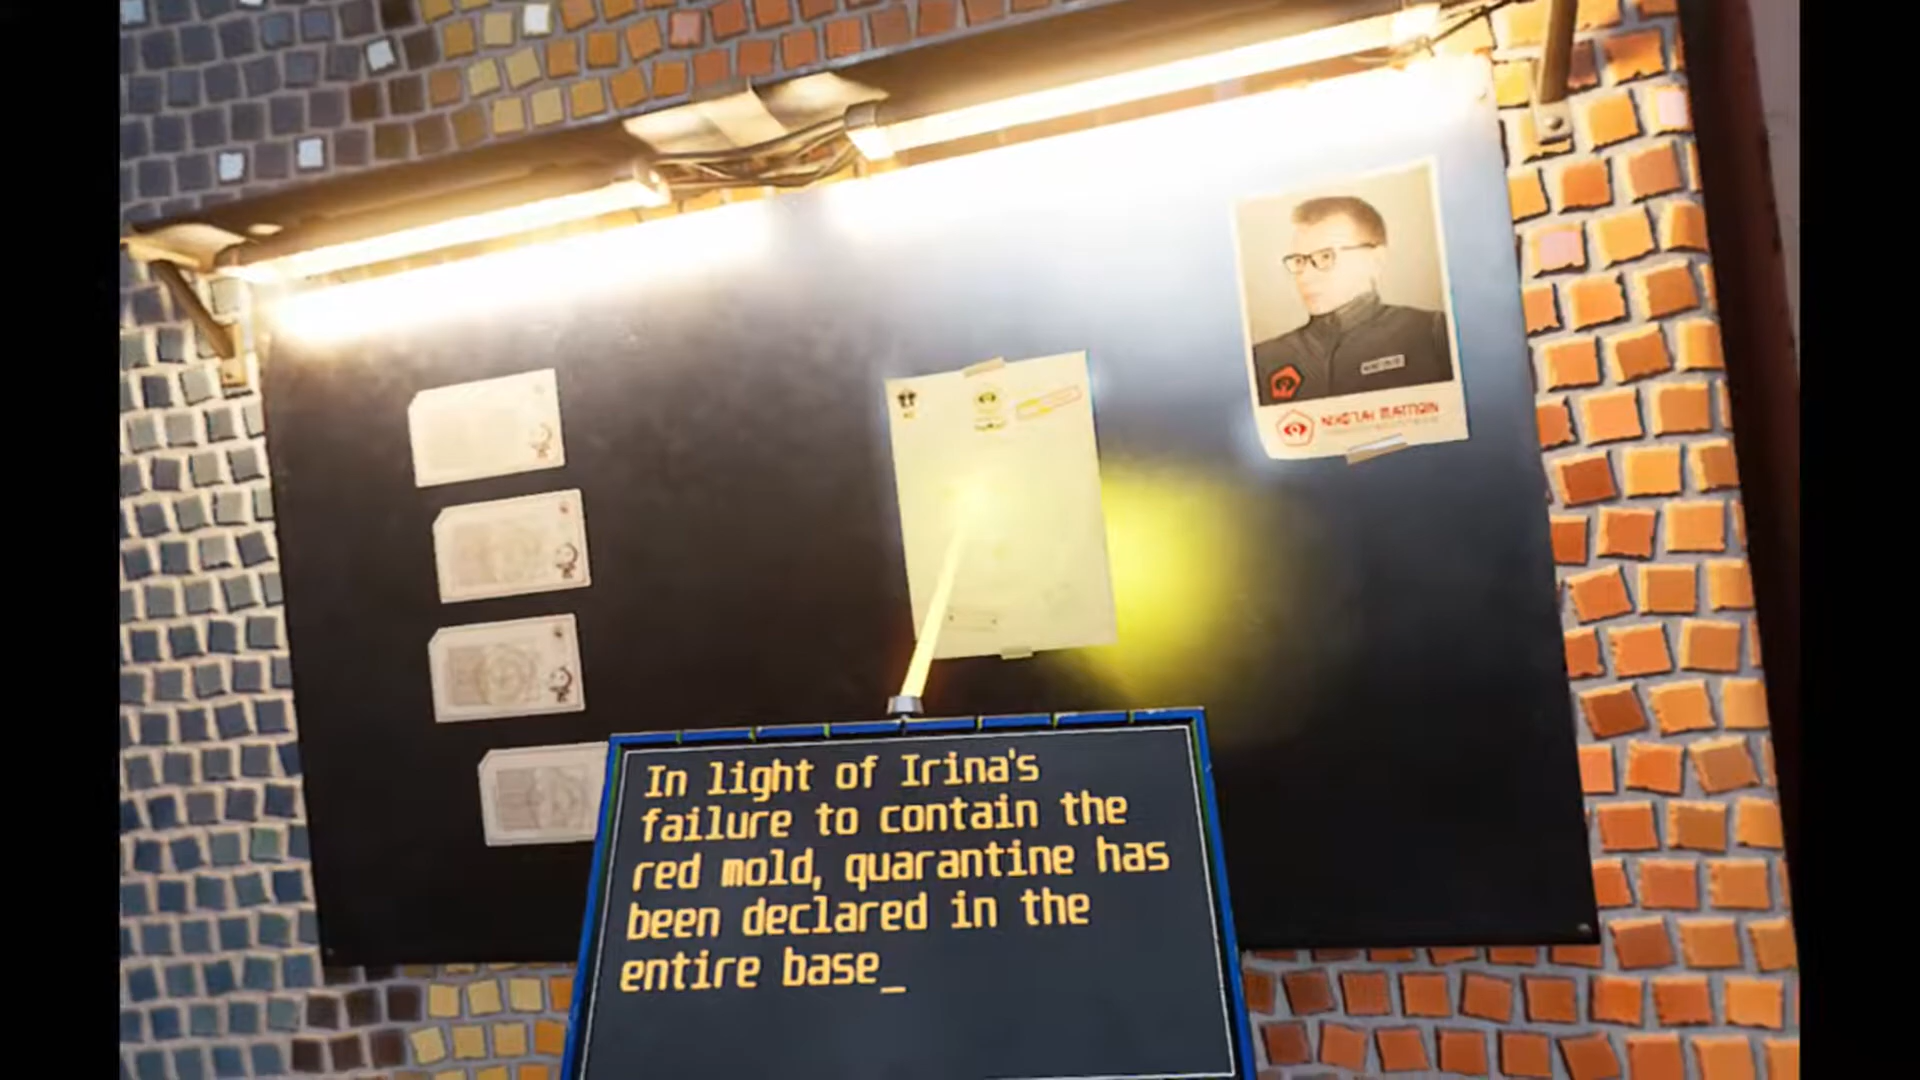 In light of Irina's
failure to contain the
red mold, quarantine has
been declared in the
entire base_